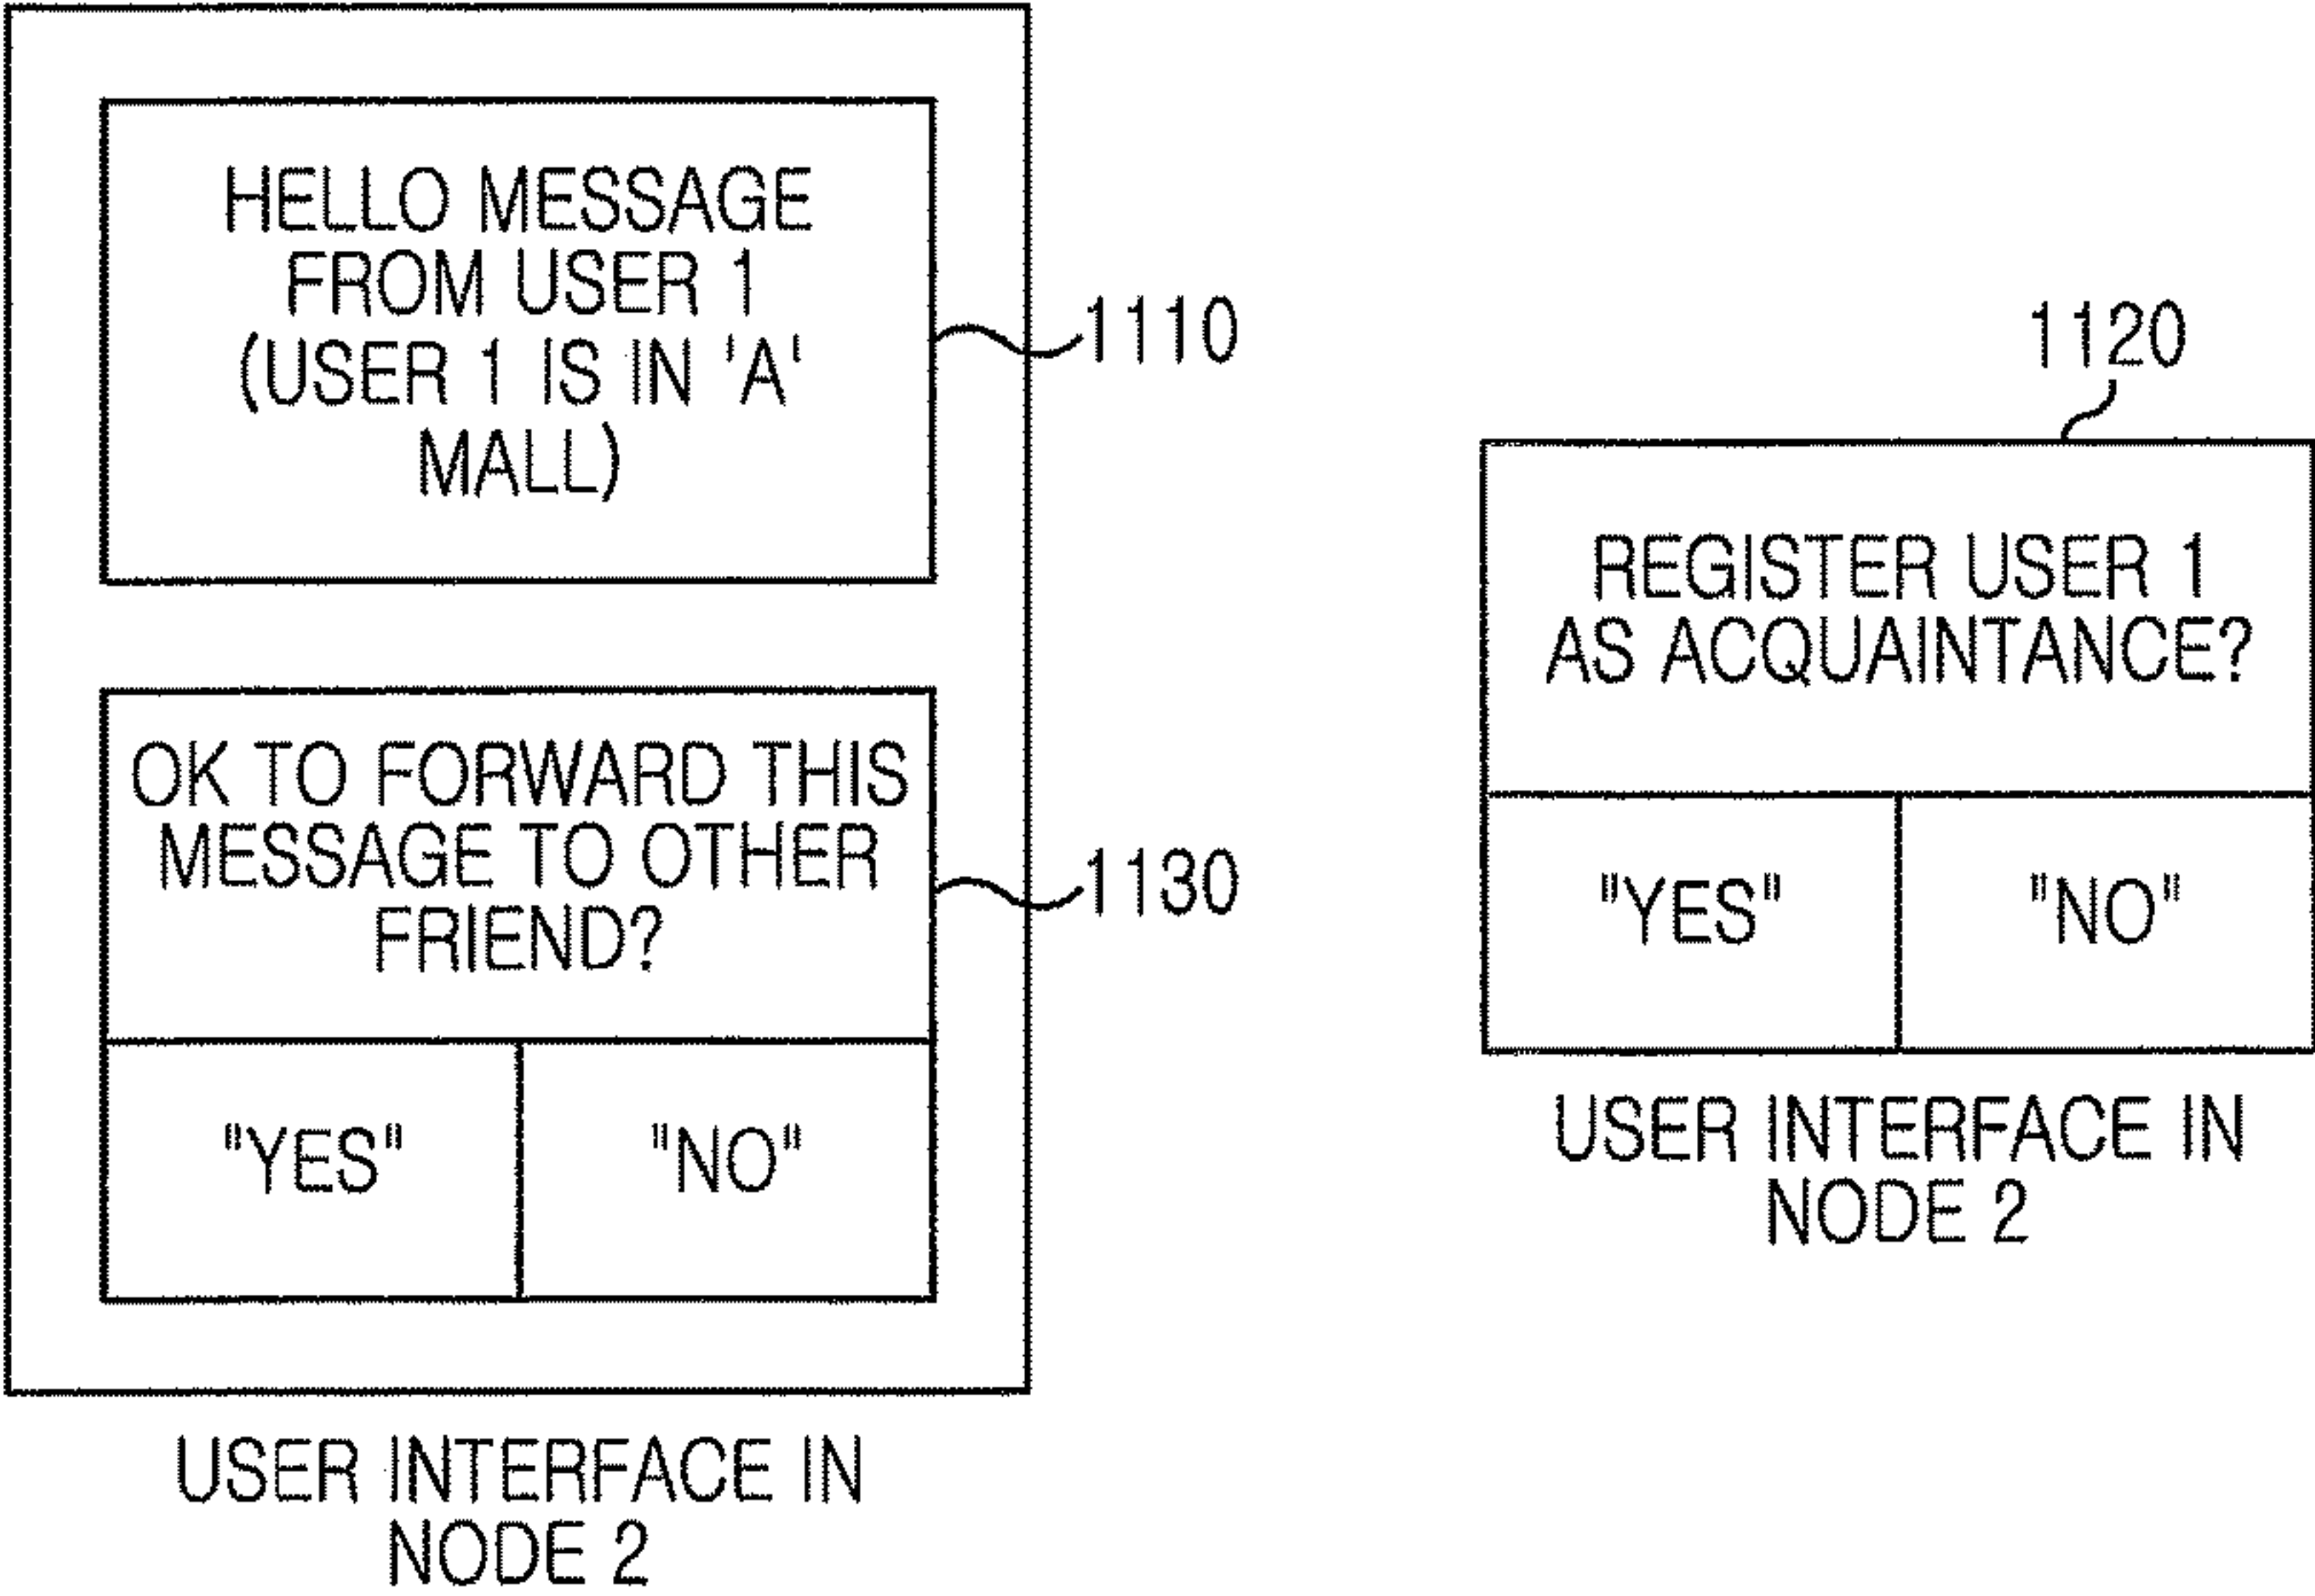 HELLO MESSAGE
FROM USER 1
(USER 1 IS IN 'A'
MALL)
1110
OK TO FORWARD THIS
MESSAGE TO OTHER
FRIEND?
1130
"YES" "NO"
USER INTERFACE IN
NODE 2
1120
REGISTER USER 1
AS ACQUAINTANCE?
"YES" "NO"
USER INTERFACE IN
NODE 2